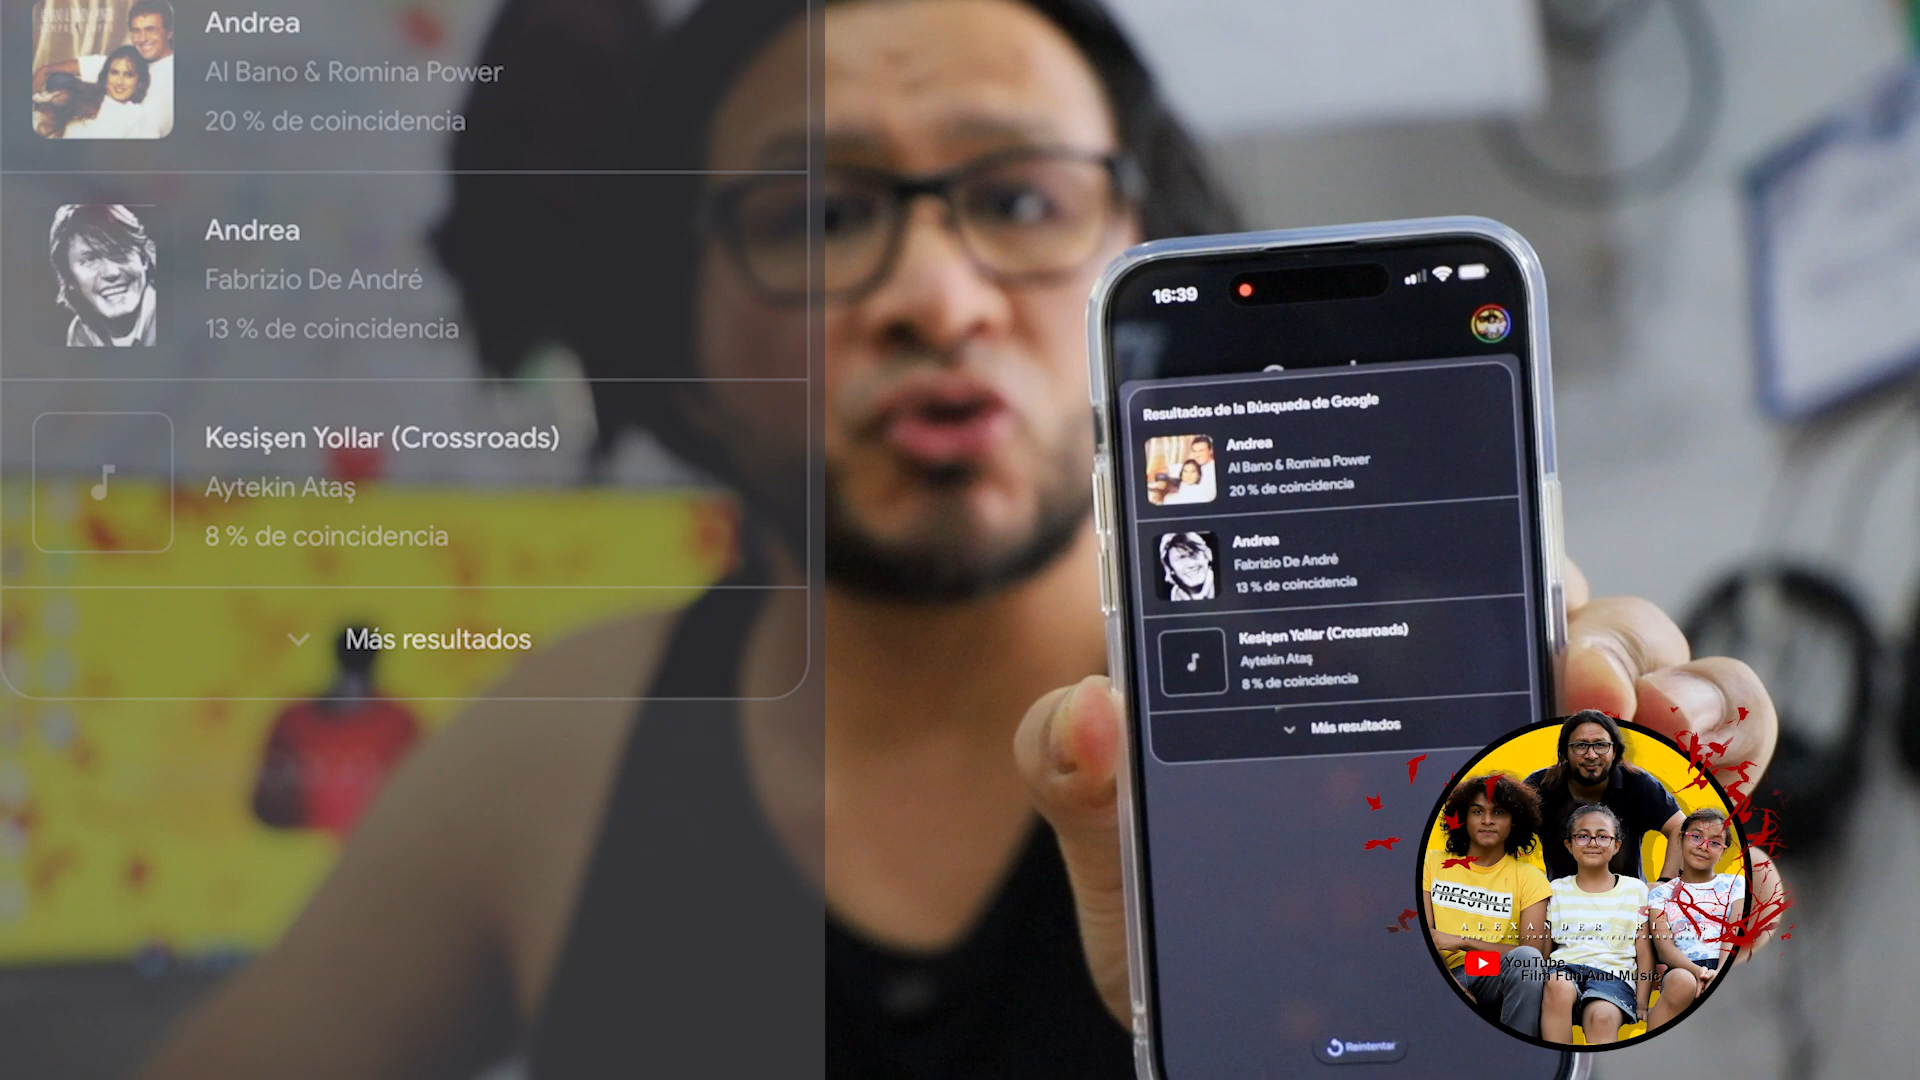 Andrea
Al Bano & Romina Power
20 % de coincidencia
Andrea
Fabrizio De André
13 % de coincidencia
Kesişen Yollar (Crossroads)
Aytekin Ataş
8 % de coincidencia
Más resultados
16:39
Resultados de la Búsqueda de Google
Andrea
Al Bano & Romina Power
20 % de coincidencia
Andrea
Fabrizio De André
13 % de coincidencia
Kesişen Yollar (Crossroads)
Aytekin Ataş
8 % de coincidencia
Más resultados
Reintentar
FREESTYLE
ALEXANDER RIVAS
YouTube
Film Fun And Music